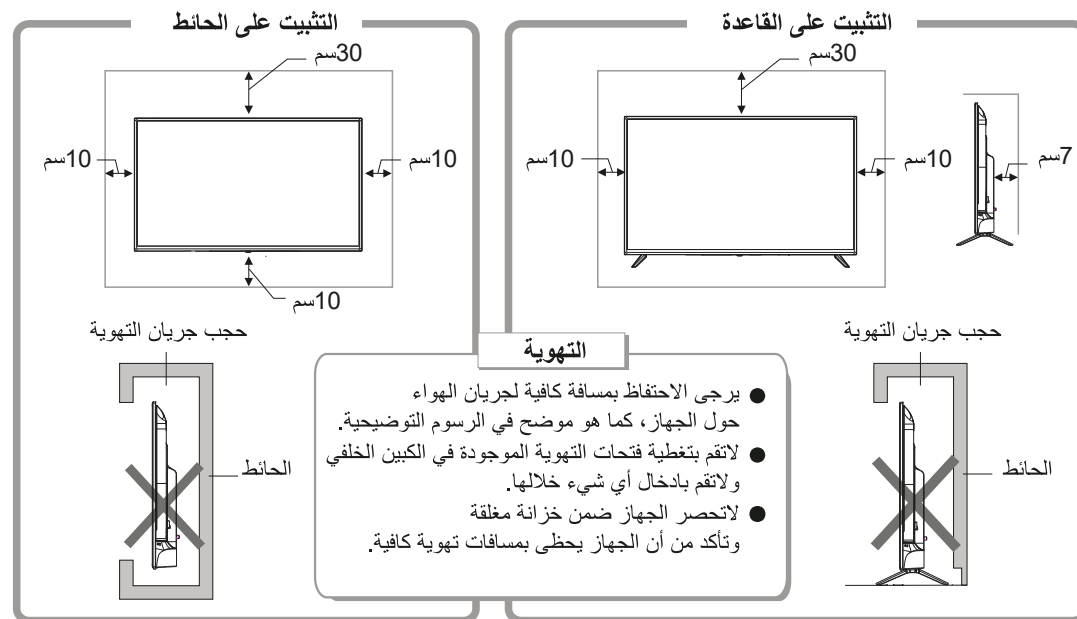 التثبيت على القاعدة
30سم
10سم
10سم
7سم
التثبيت على الحائط
30سم
10سم
10سم
10سم
حجب جريان التهوية
الحائط
حجب جريان التهوية
الحائط
التهوية
● يرجى الاحتفاظ بمسافة كافية لجريان الهواء
حول الجهاز، كما هو موضح في الرسوم التوضيحية.
● لاتقم بتغطية فتحات التهوية الموجودة في الكبين الخلفي
ولاتقم بادخال أي شيء خلالها.
● لاتحصر الجهاز ضمن خزانة مغلقة
وتأكد من أن الجهاز يحظى بمسافات تهوية كافية.